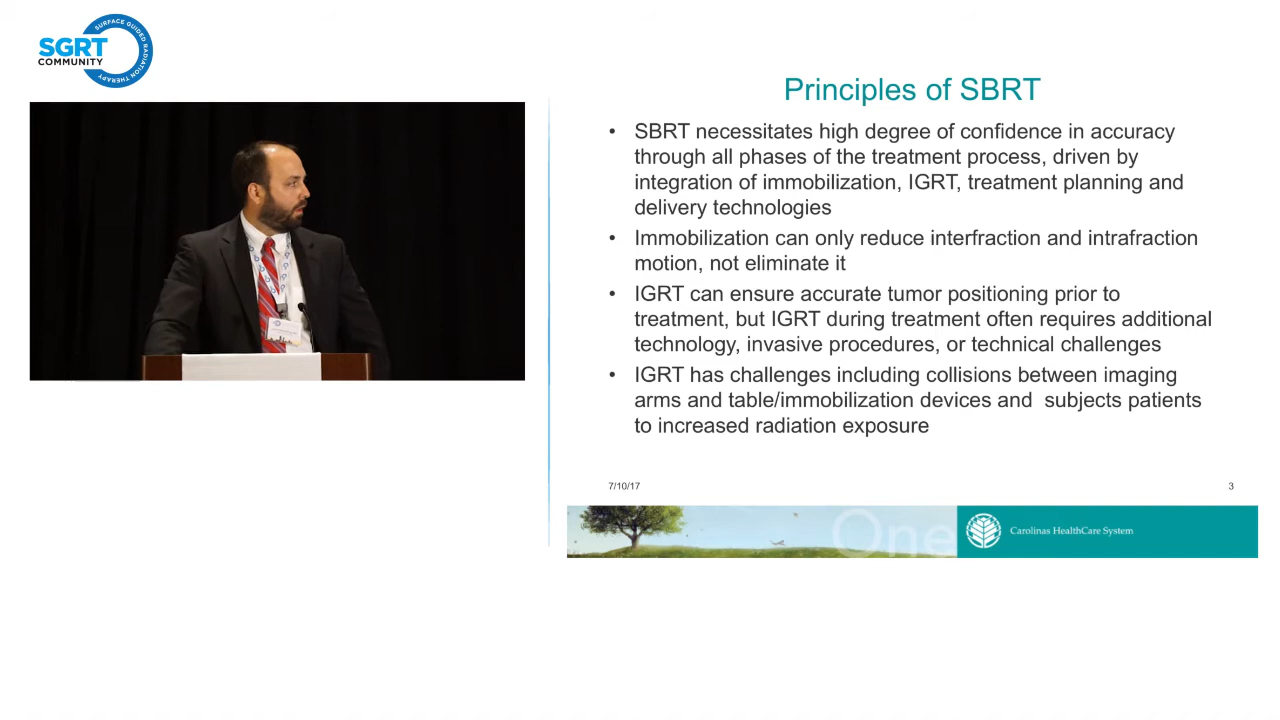 SURFACE GUIDED
RADIATION THERAPY
SGRT
COMMUNITY
Principles of SBRT
• SBRT necessitates high degree of confidence in accuracy
through all phases of the treatment process, driven by
integration of immobilization, IGRT, treatment planning and
delivery technologies
• Immobilization can only reduce interfraction and intrafraction
motion, not eliminate it
• IGRT can ensure accurate tumor positioning prior to
treatment, but IGRT during treatment often requires additional
technology, invasive procedures, or technical challenges
• IGRT has challenges including collisions between imaging
arms and table/immobilization devices and  subjects patients
to increased radiation exposure
7/10/17
3
One
Carolinas HealthCare System